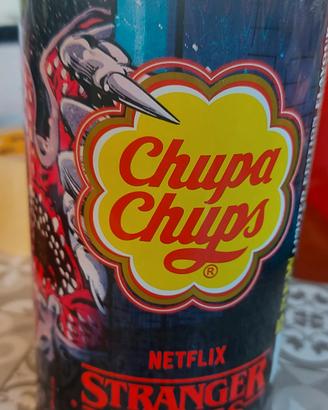 Chupa
Chups
®
NETFLIX
STRANGER